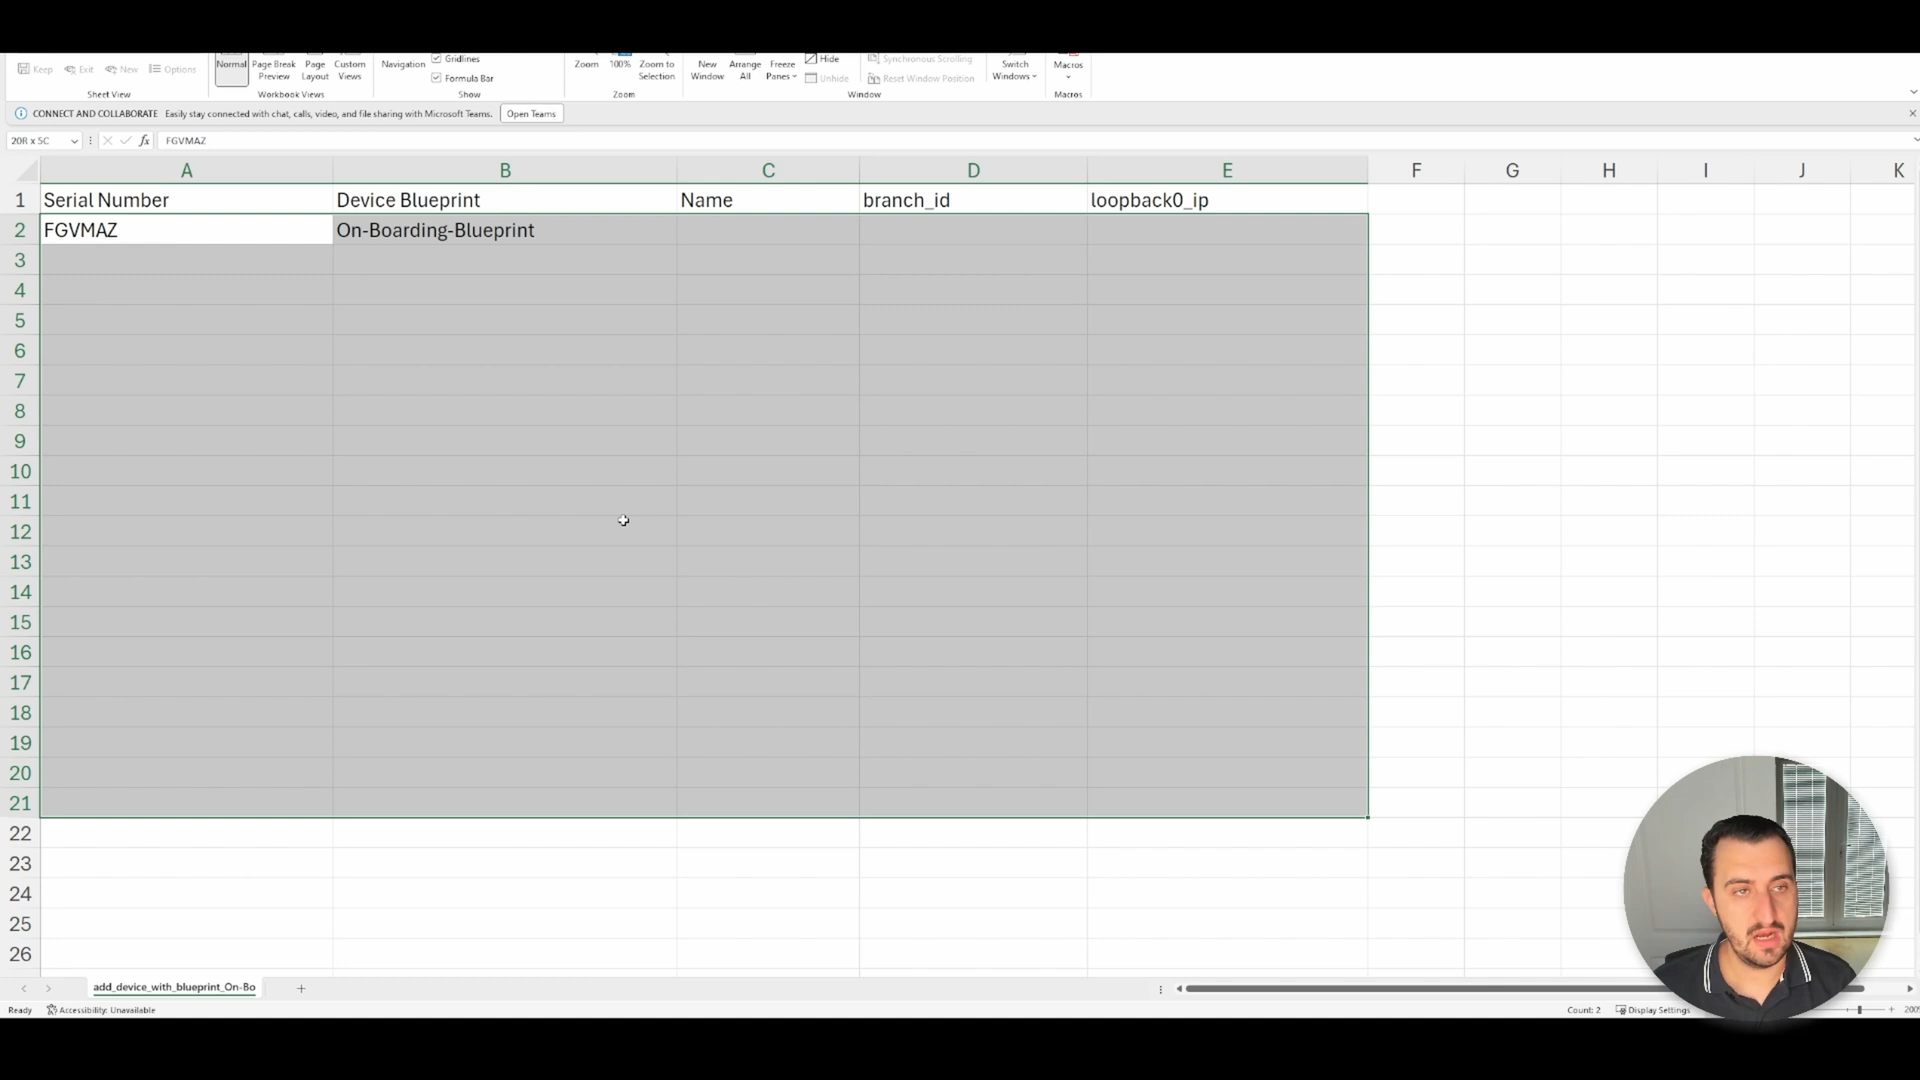 Keep Exit New Options
Sheet View
Normal Page Break Preview Page Layout Custom Views
Workbook Views
Navigation Gridlines
Formula Bar
Show
Zoom 100% Zoom to Selection
Zoom
New Window Arrange All Freeze Panes Hide
Unhide
Synchronous Scrolling
Reset Window Position
Switch Windows
Window
Macros
Macros
CONNECT AND COLLABORATE Easily stay connected with chat, calls, video, and file sharing with Microsoft Teams. Open Teams
20R x 5C fx FGVMAZ
A B C D E F G H I J K
1 Serial Number Device Blueprint Name branch_id loopback0_ip
2 FGVMAZ On-Boarding-Blueprint
3
4
5
6
7
8
9
10
11
12
13
14
15
16
17
18
19
20
21
22
23
24
25
26
add_device_with_blueprint_On-Bo
Ready Accessibility: Unavailable Count: 2 Display Settings